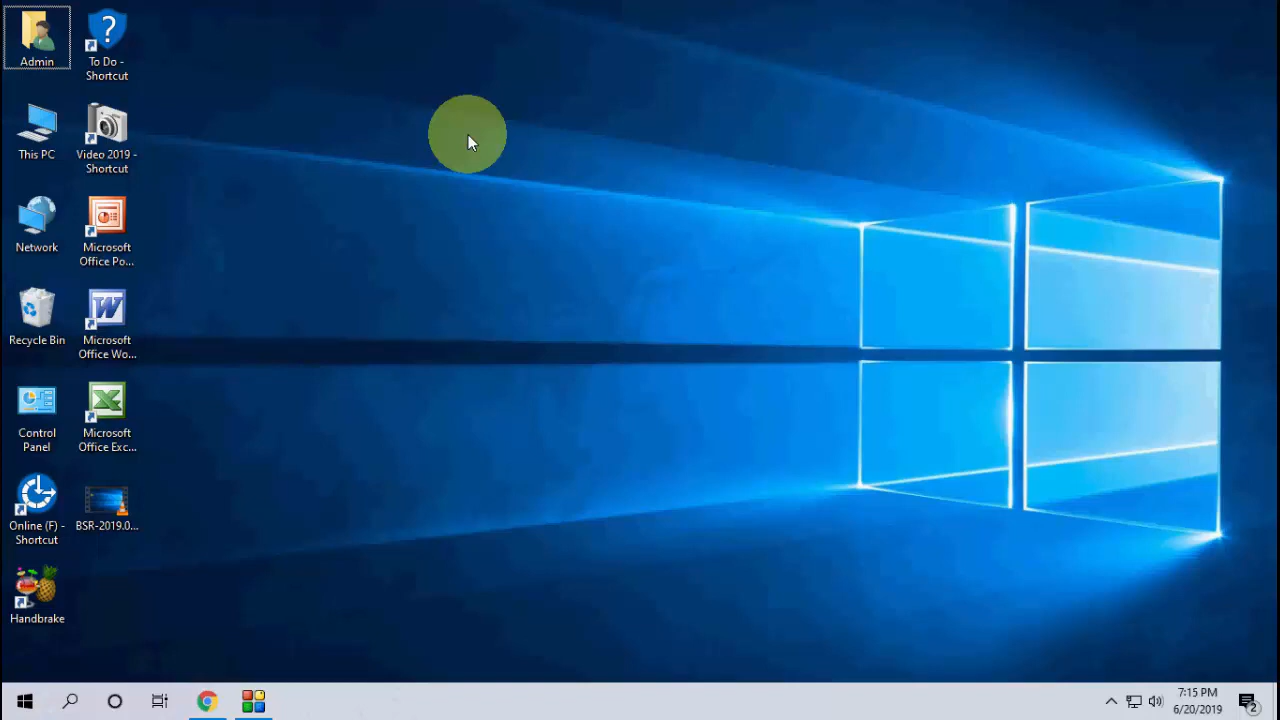 Admin
To Do -
Shortcut
This PC
Video 2019 -
Shortcut
Network
Microsoft
Office Po...
Recycle Bin
Microsoft
Office Wo...
Control
Panel
Microsoft
Office Exc...
Online (F) -
Shortcut
BSR-2019.0...
Handbrake
7:15 PM
6/20/2019
2